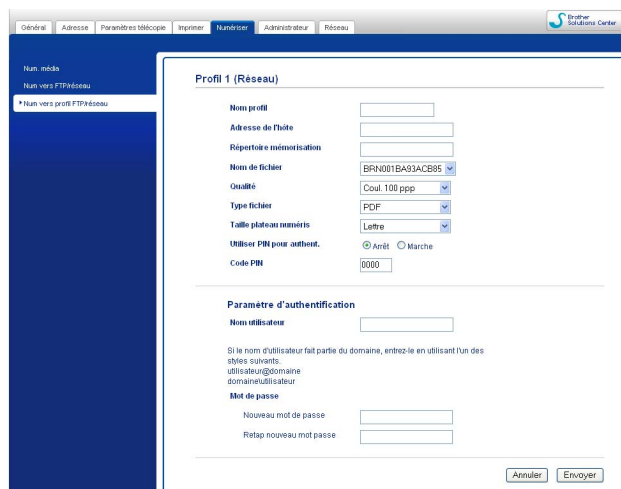 Général Adresse Paramètres télécopie Imprimer Numériser Administrateur Réseau
Brother
Solutions Center
Num. média
Num vers FTP/réseau
Num vers profil FTP/réseau
Profil 1 (Réseau)
Nom profil
Adresse de l'hôte
Répertoire mémorisation
Nom de fichier BRN001BA93ACB85
Qualité Coul. 100 ppp
Type fichier PDF
Taille plateau numéris Lettre
Utiliser PIN pour authent. Arrêt Marche
Code PIN 0000
Paramètre d'authentification
Nom utilisateur
Si le nom d'utilisateur fait partie du domaine, entrez-le en utilisant l'un des
styles suivants.
utilisateur@domaine
domaine\utilisateur
Mot de passe
Nouveau mot de passe
Retap nouveau mot passe
Annuler Envoyer